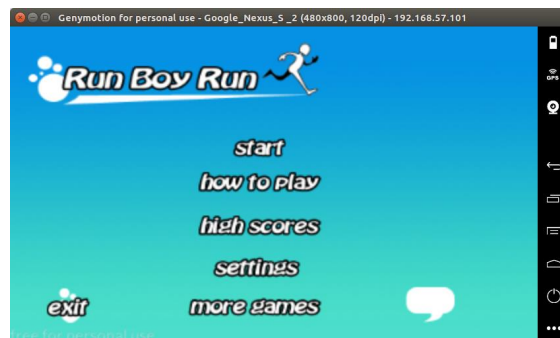 Genymotion for personal use - Google_Nexus_S _2 (480x800, 120dpi) - 192.168.57.101
GPS
Run Boy Run
start
how to play
high scores
settings
exit
more games
free for personal use